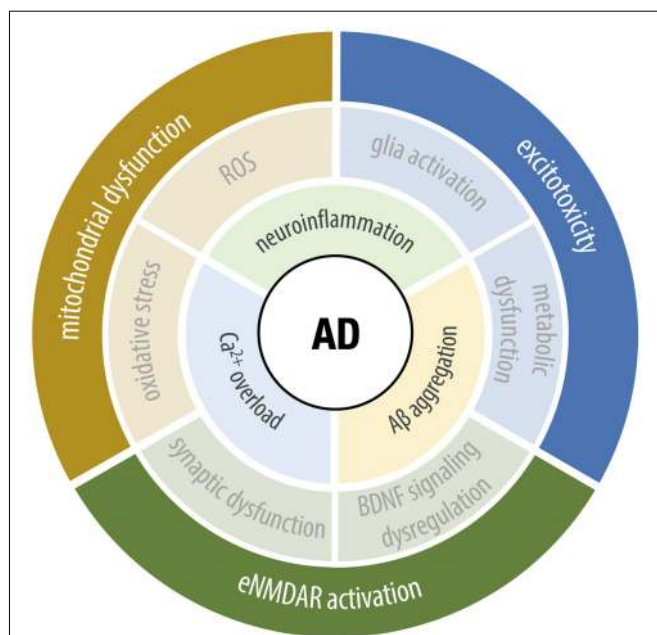 mitochondrial dysfunction
excitotoxicity
eNMDAR activation
ROS
glia activation
oxidative stress
metabolic
dysfunction
synaptic dysfunction
BDNF signaling
dysregulation
neuroinflammation
Ca²⁺ overload
Aβ aggregation
AD